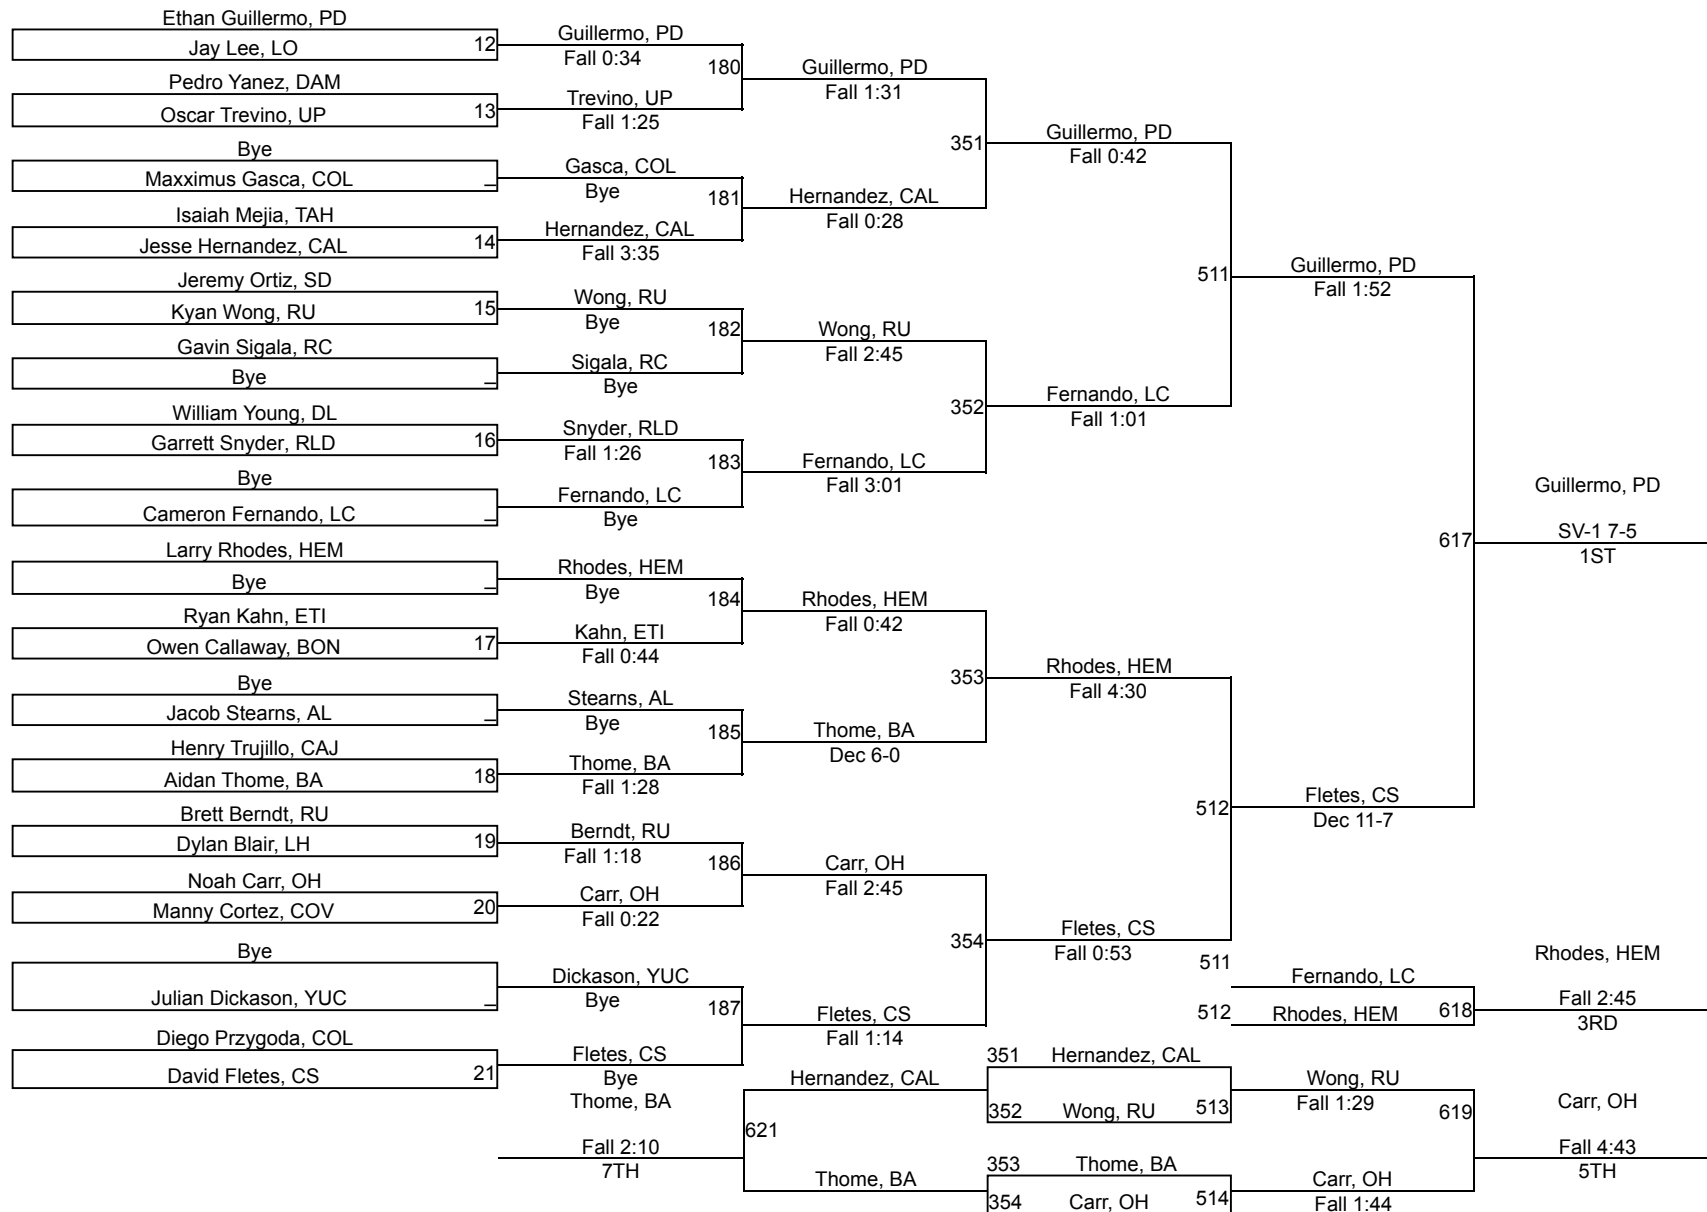 Ethan Guillermo, PD
Jay Lee, LO 12
Pedro Yanez, DAM
Oscar Trevino, UP 13
Bye
Maxximus Gasca, COL _
Isaiah Mejia, TAH
Jesse Hernandez, CAL 14
Jeremy Ortiz, SD
Kyan Wong, RU 15
Gavin Sigala, RC
Bye _
William Young, DL
Garrett Snyder, RLD 16
Bye
Cameron Fernando, LC _
Larry Rhodes, HEM
Bye _
Ryan Kahn, ETI
Owen Callaway, BON 17
Bye
Jacob Stearns, AL _
Henry Trujillo, CAJ
Aidan Thome, BA 18
Brett Berndt, RU
Dylan Blair, LH 19
Noah Carr, OH
Manny Cortez, COV 20
Bye
Julian Dickason, YUC _
Diego Przygoda, COL
David Fletes, CS 21
Guillermo, PD
Fall 0:34
180
Trevino, UP
Fall 1:25
Gasca, COL
Bye
181
Hernandez, CAL
Fall 3:35
Wong, RU
Bye
182
Sigala, RC
Bye
Snyder, RLD
Fall 1:26
183
Fernando, LC
Bye
Rhodes, HEM
Bye
184
Kahn, ETI
Fall 0:44
Stearns, AL
Bye
185
Thome, BA
Fall 1:28
Berndt, RU
Fall 1:18
186
Carr, OH
Fall 0:22
Dickason, YUC
Bye
187
Fletes, CS
Bye
Guillermo, PD
Fall 1:31
351
Hernandez, CAL
Fall 0:28
Wong, RU
Fall 2:45
352
Fernando, LC
Fall 3:01
Rhodes, HEM
Fall 0:42
353
Thome, BA
Dec 6-0
Carr, OH
Fall 2:45
354
Fletes, CS
Fall 1:14
Guillermo, PD
Fall 0:42
511
Fernando, LC
Fall 1:01
Rhodes, HEM
Fall 4:30
512
Fletes, CS
Fall 0:53
Guillermo, PD
Fall 1:52
617
Fletes, CS
Dec 11-7
Guillermo, PD
SV-1 7-5
1ST
511
Fernando, LC
512 Rhodes, HEM 618
Rhodes, HEM
Fall 2:45
3RD
351 Hernandez, CAL
352 Wong, RU 513
353 Thome, BA
354 Carr, OH 514
Wong, RU
Fall 1:29
619
Carr, OH
Fall 1:44
Carr, OH
Fall 4:43
5TH
Hernandez, CAL
621
Thome, BA
Thome, BA
Fall 2:10
7TH